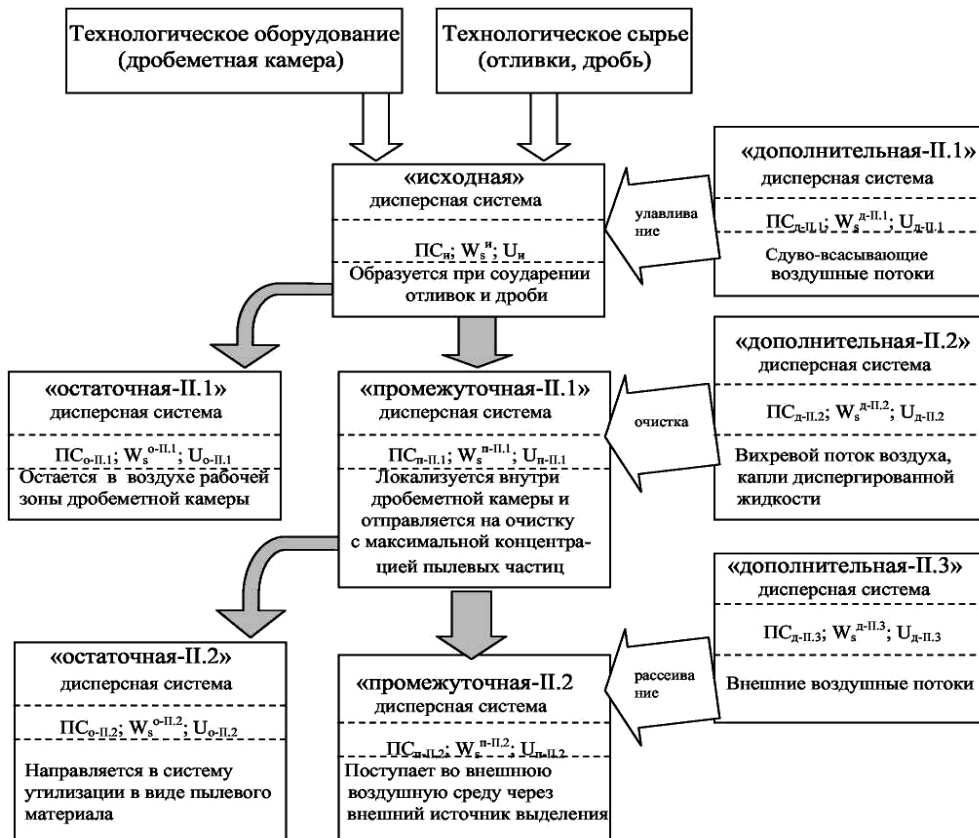 Технологическое оборудование
(дробеметная камера)
Технологическое сырье
(отливки, дробь)
«исходная»
дисперсная система
ПСи; Wsи; Uи
Образуется при соударении
отливок и дроби
улавлива
ние
«дополнительная-II.1»
дисперсная система
ПСд-II.1; Wsд-II.1; Uд-II.1
Сдуво-всасывающие
воздушные потоки
«остаточная-II.1»
дисперсная система
ПСо-II.1; Wsо-II.1; Uо-II.1
Остается в воздухе рабочей
зоны дробеметной камеры
«промежуточная-II.1»
дисперсная система
ПСп-II.1; Wsп-II.1; Uп-II.1
Локализуется внутри
дробеметной камеры и
отправляется на очистку
с максимальной концентра-
цией пылевых частиц
очистка
«дополнительная-II.2»
дисперсная система
ПСд-II.2; Wsд-II.2; Uд-II.2
Вихревой поток воздуха,
капли диспергированной
жидкости
«остаточная-II.2»
дисперсная система
ПСо-II.2; Wsо-II.2; Uо-II.2
Направляется в систему
утилизации в виде пылевого
материала
«промежуточная-II.2
дисперсная система
ПСп-II.2; Wsп-II.2; Uп-II.2
Поступает во внешнюю
воздушную среду через
внешний источник выделения
рассеива
ние
«дополнительная-II.3»
дисперсная система
ПСд-II.3; Wsд-II.3; Uд-II.3
Внешние воздушные потоки